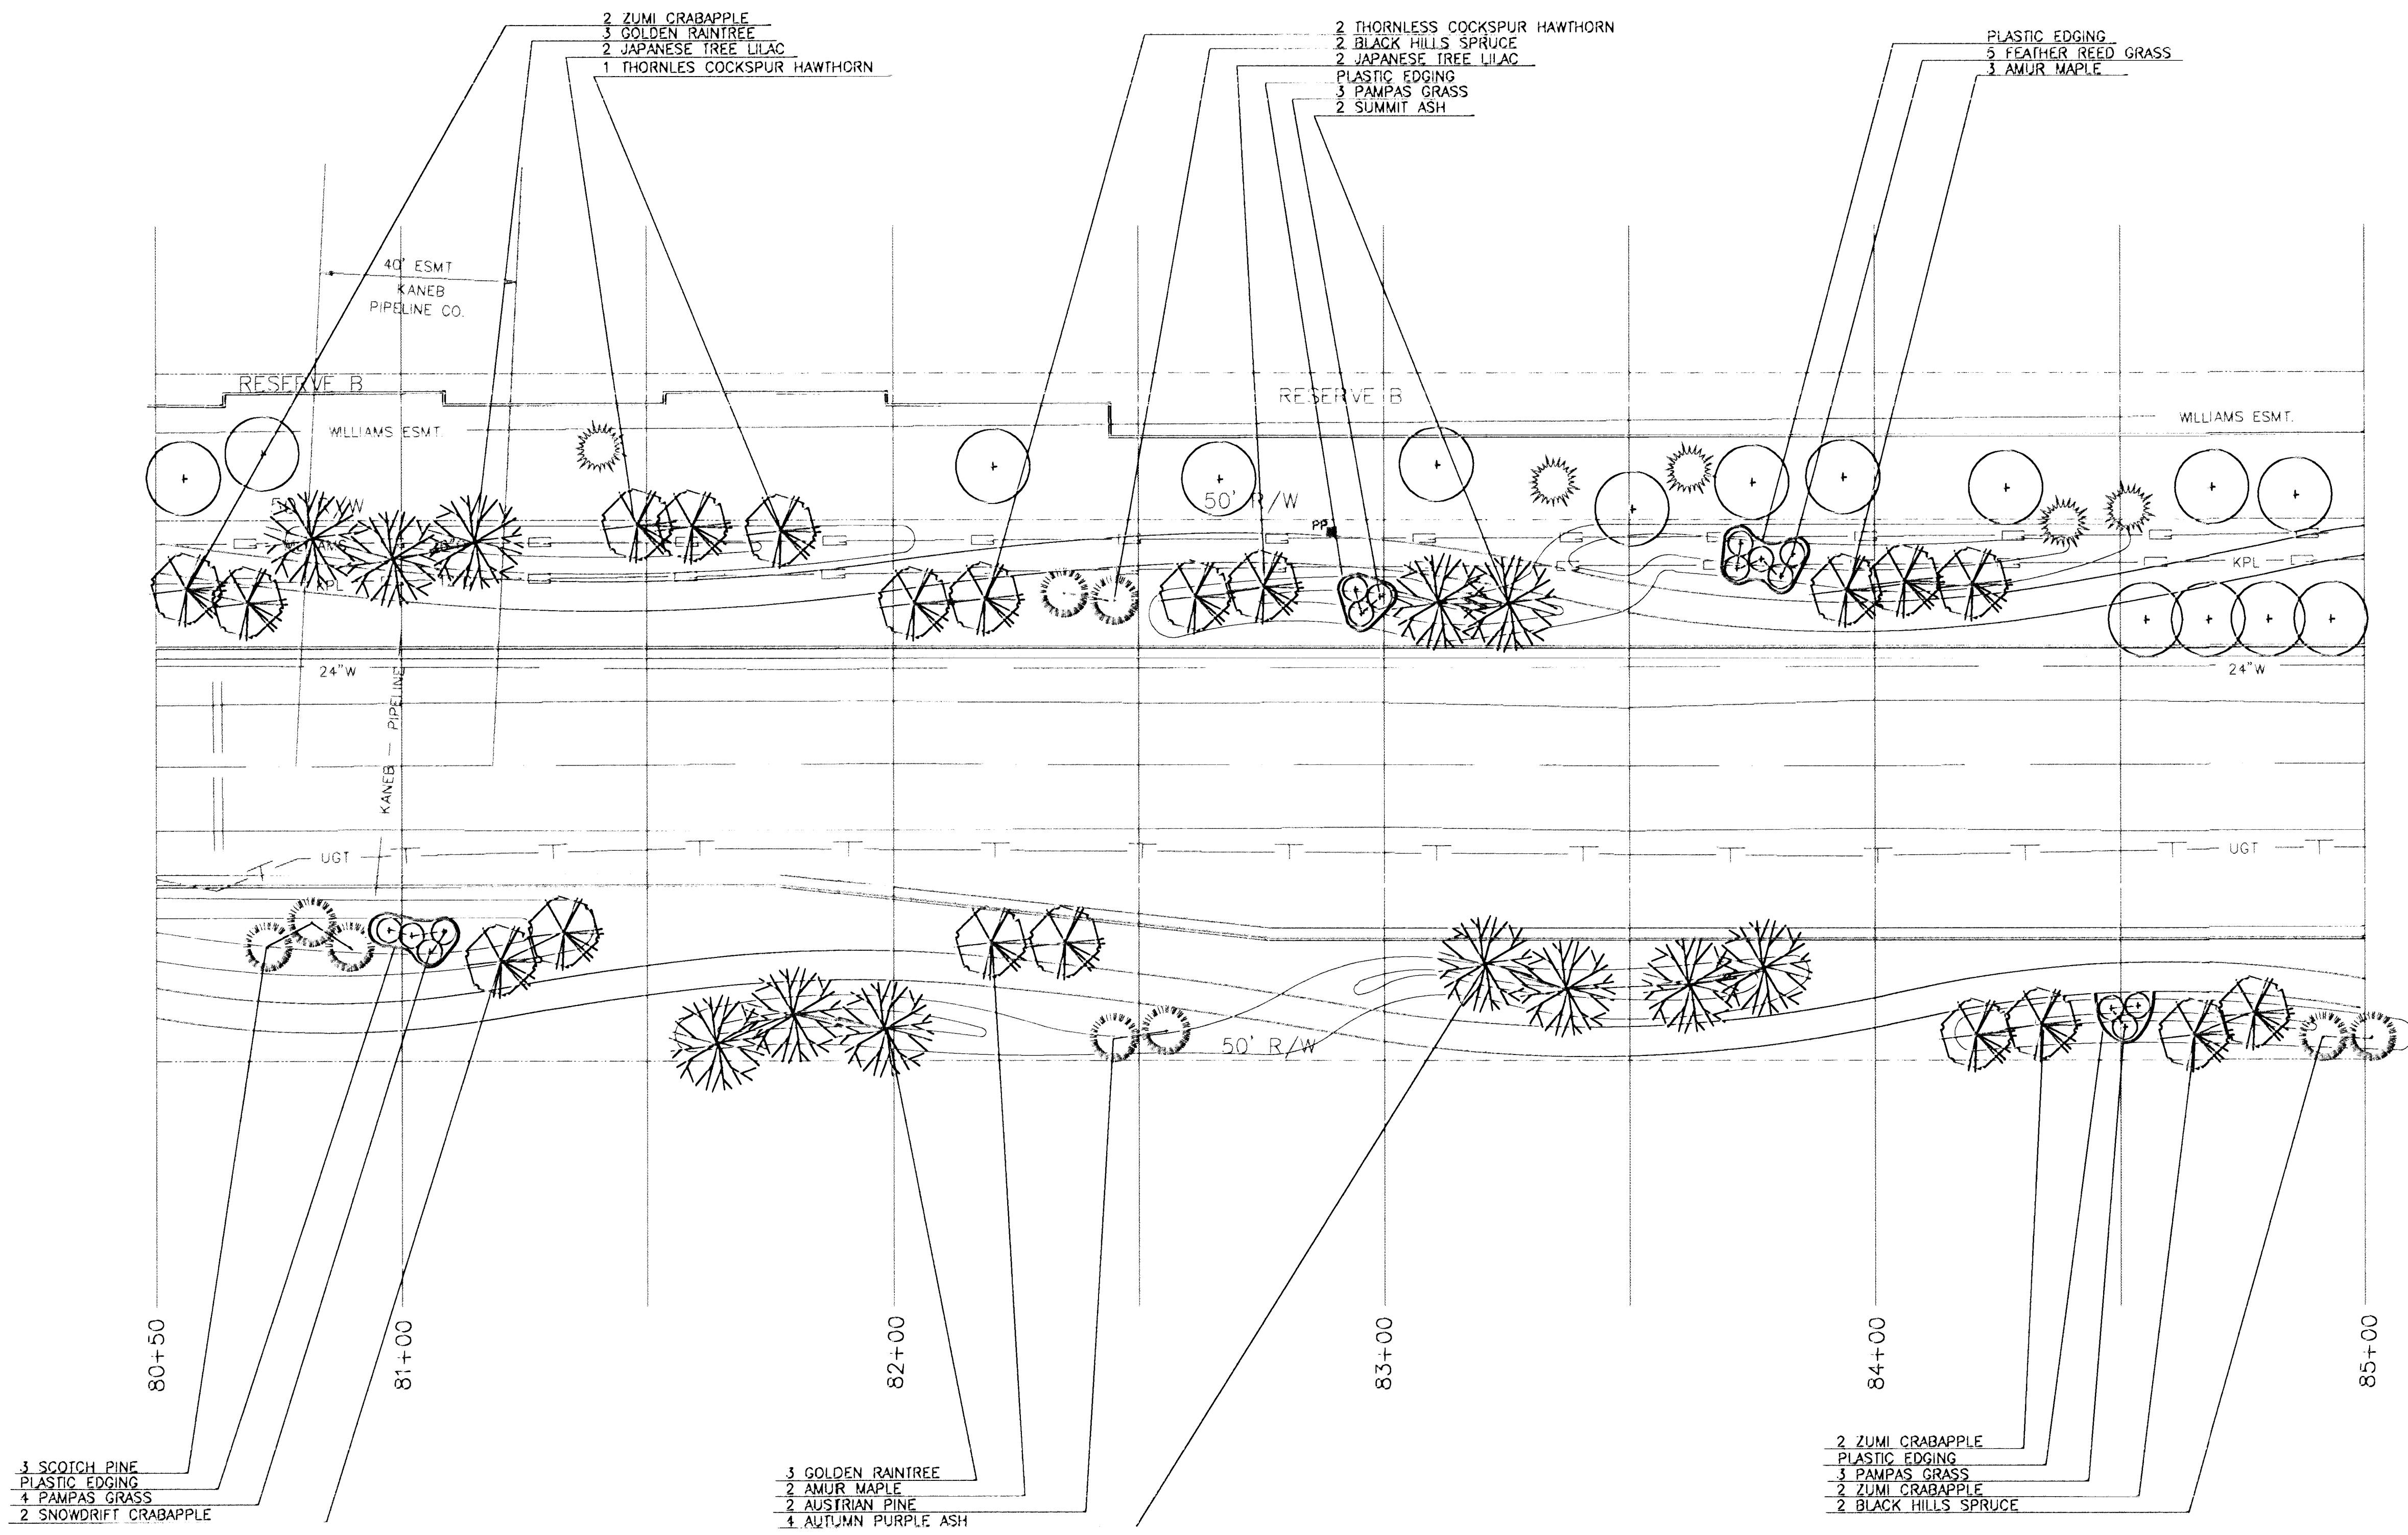 2 ZUMI CRABAPPLE
3 GOLDEN RAINTREE
2 JAPANESE TREE LILAC
1 THORNLES COCKSPUR HAWTHORN
2 THORNLESS COCKSPUR HAWTHORN
2 BLACK HILLS SPRUCE
2 JAPANESE TREE LILAC
PLASTIC EDGING
3 PAMPAS GRASS
2 SUMMIT ASH
PLASTIC EDGING
5 FEATHER REED GRASS
3 AMUR MAPLE
40' ESMT
KANEB
PIPELINE CO.
RESERVE B
RESERVE B
WILLIAMS ESMT.
WILLIAMS ESMT.
50' R/W
50' R/W
PP
WILLIAMS
KPL
KPL
24"W
24"W
KANEB — PIPELINE
UGT
UGT
50' R/W
80+50
81+00
82+00
83+00
84+00
85+00
3 SCOTCH PINE
PLASTIC EDGING
4 PAMPAS GRASS
2 SNOWDRIFT CRABAPPLE
3 GOLDEN RAINTREE
2 AMUR MAPLE
2 AUSTRIAN PINE
4 AUTUMN PURPLE ASH
2 ZUMI CRABAPPLE
PLASTIC EDGING
3 PAMPAS GRASS
2 ZUMI CRABAPPLE
2 BLACK HILLS SPRUCE